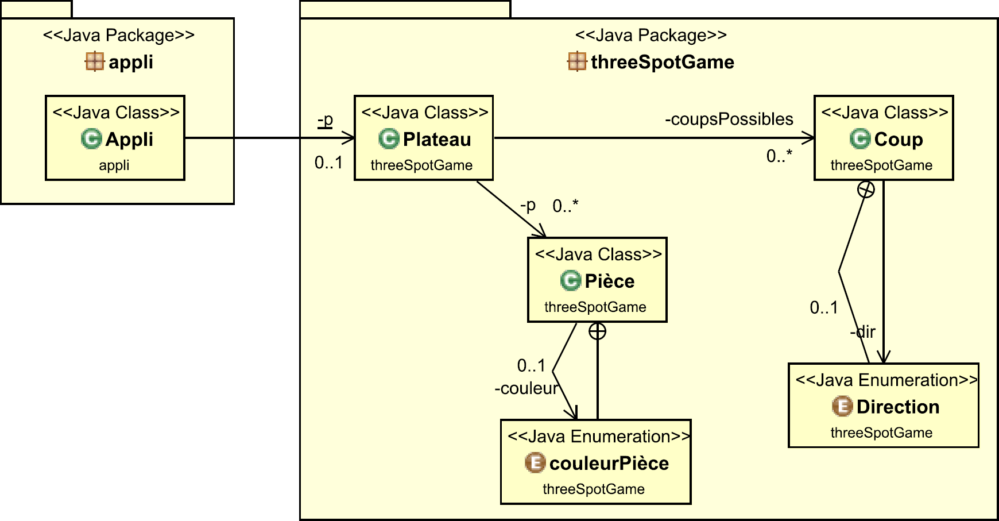 <<Java Package>>
appli
<<Java Class>>
C Appli
appli
<<Java Package>>
threeSpotGame
-p
0..1
<<Java Class>>
C Plateau
threeSpotGame
-coupsPossibles
0..*
<<Java Class>>
C Coup
threeSpotGame
-p 0..*
<<Java Class>>
C Pièce
threeSpotGame
0..1
-couleur
<<Java Enumeration>>
E couleurPièce
threeSpotGame
0..1
-dir
<<Java Enumeration>>
E Direction
threeSpotGame